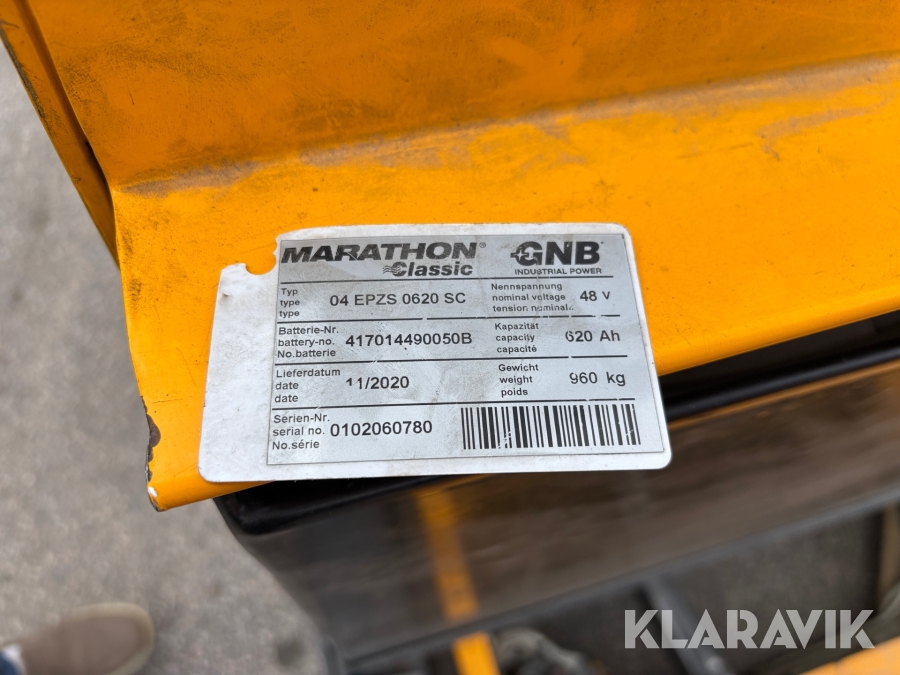 MARATHON®
Classic
GNB®
INDUSTRIAL POWER
Typ
type
type
04 EPZS 0620 SC
Nennspannung
nominal voltage
tension nominale
48 V
Batterie-Nr.
battery-no.
No.batterie
417014490050B
Kapazität
capacity
capacité
620 Ah
Lieferdatum
date
date
11/2020
Gewicht
weight
poids
960 kg
Serien-Nr.
serial no.
No.série
0102060780
KLARAVIK